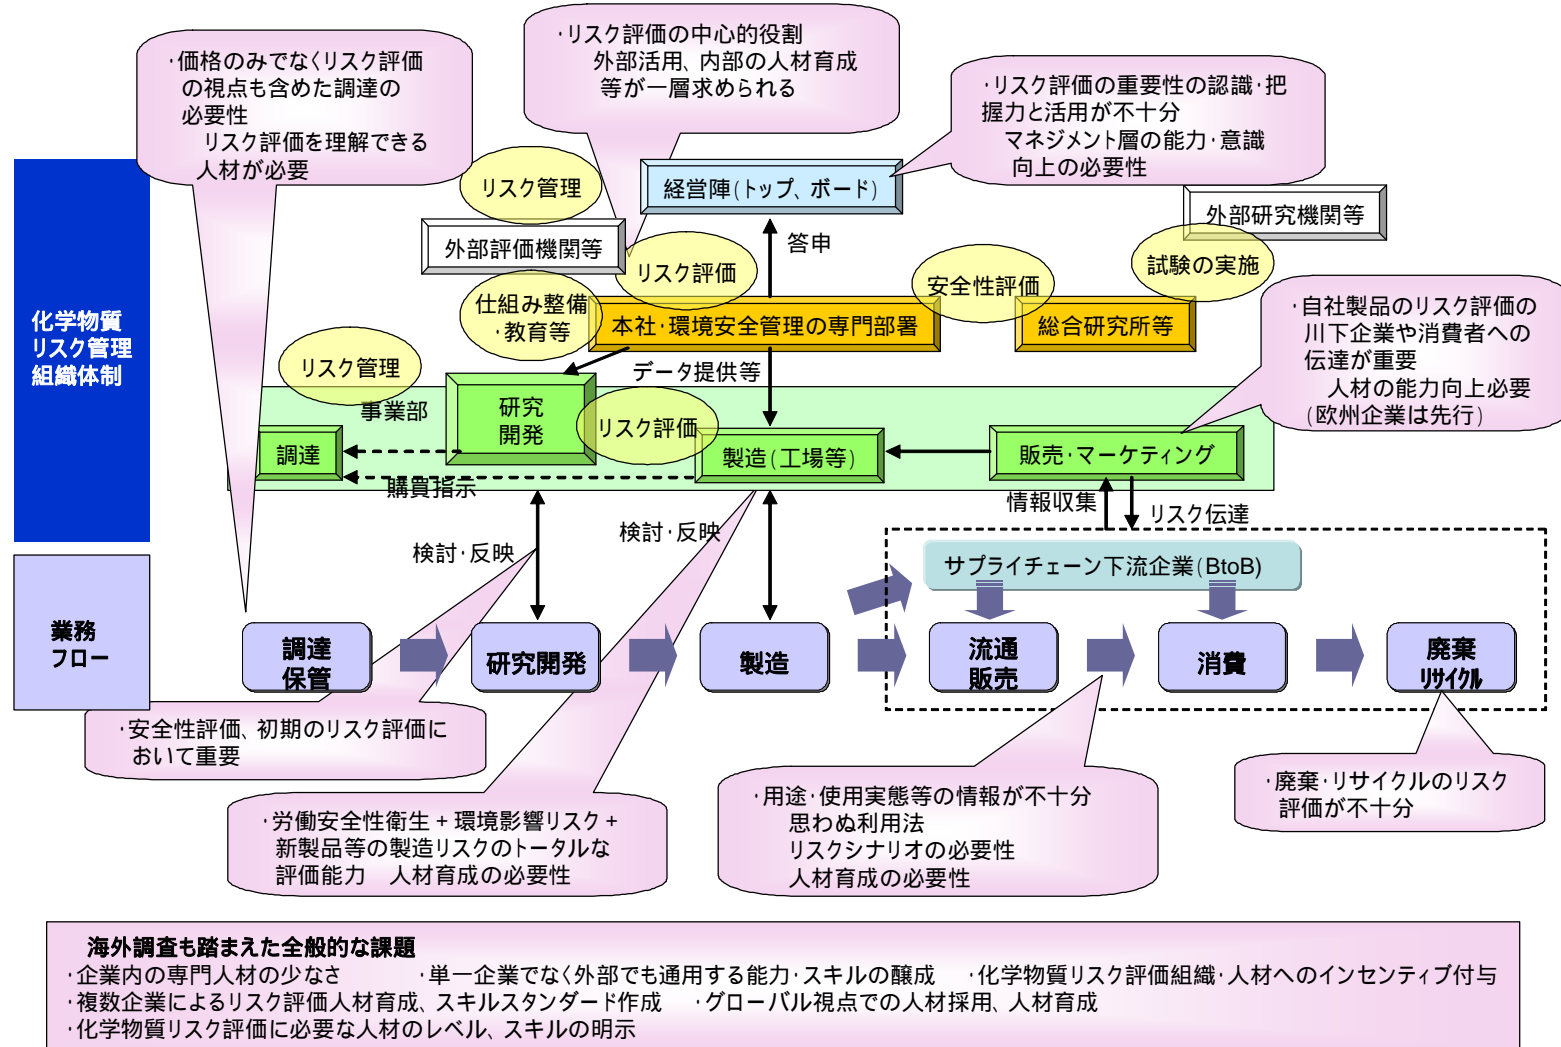 ・価格のみでなくリスク評価
の視点も含めた調達の
必要性
リスク評価を理解できる
人材が必要
・リスク評価の中心的役割
外部活用、内部の人材育成
等が一層求められる
・リスク評価の重要性の認識・把
握力と活用が不十分
マネジメント層の能力・意識
向上の必要性
化学物質
リスク管理
組織体制
リスク管理
経営陣(トップ、ボード)
外部研究機関等
外部評価機関等
答申
リスク評価
安全性評価
試験の実施
仕組み整備
・教育等
本社・環境安全管理の専門部署
総合研究所等
・自社製品のリスク評価の
川下企業や消費者への
伝達が重要
人材の能力向上必要
(欧州企業は先行)
リスク管理
データ提供等
事業部
研究
開発
リスク評価
調達
製造(工場等)
販売・マーケティング
購買指示
情報収集
リスク伝達
検討・反映
検討・反映
サプライチェーン下流企業(BtoB)
業務
フロー
調達
保管
研究開発
製造
流通
販売
消費
廃棄
リサイクル
・安全性評価、初期のリスク評価に
おいて重要
・労働安全性衛生+環境影響リスク+
新製品等の製造リスクのトータルな
評価能力　人材育成の必要性
・用途・使用実態等の情報が不十分
思わぬ利用法
リスクシナリオの必要性
人材育成の必要性
・廃棄・リサイクルのリスク
評価が不十分
海外調査も踏まえた全般的な課題
・企業内の専門人材の少なさ　・単一企業でなく外部でも通用する能力・スキルの醸成　・化学物質リスク評価組織・人材へのインセンティブ付与
・複数企業によるリスク評価人材育成、スキルスタンダード作成　・グローバル視点での人材採用、人材育成
・化学物質リスク評価に必要な人材のレベル、スキルの明示